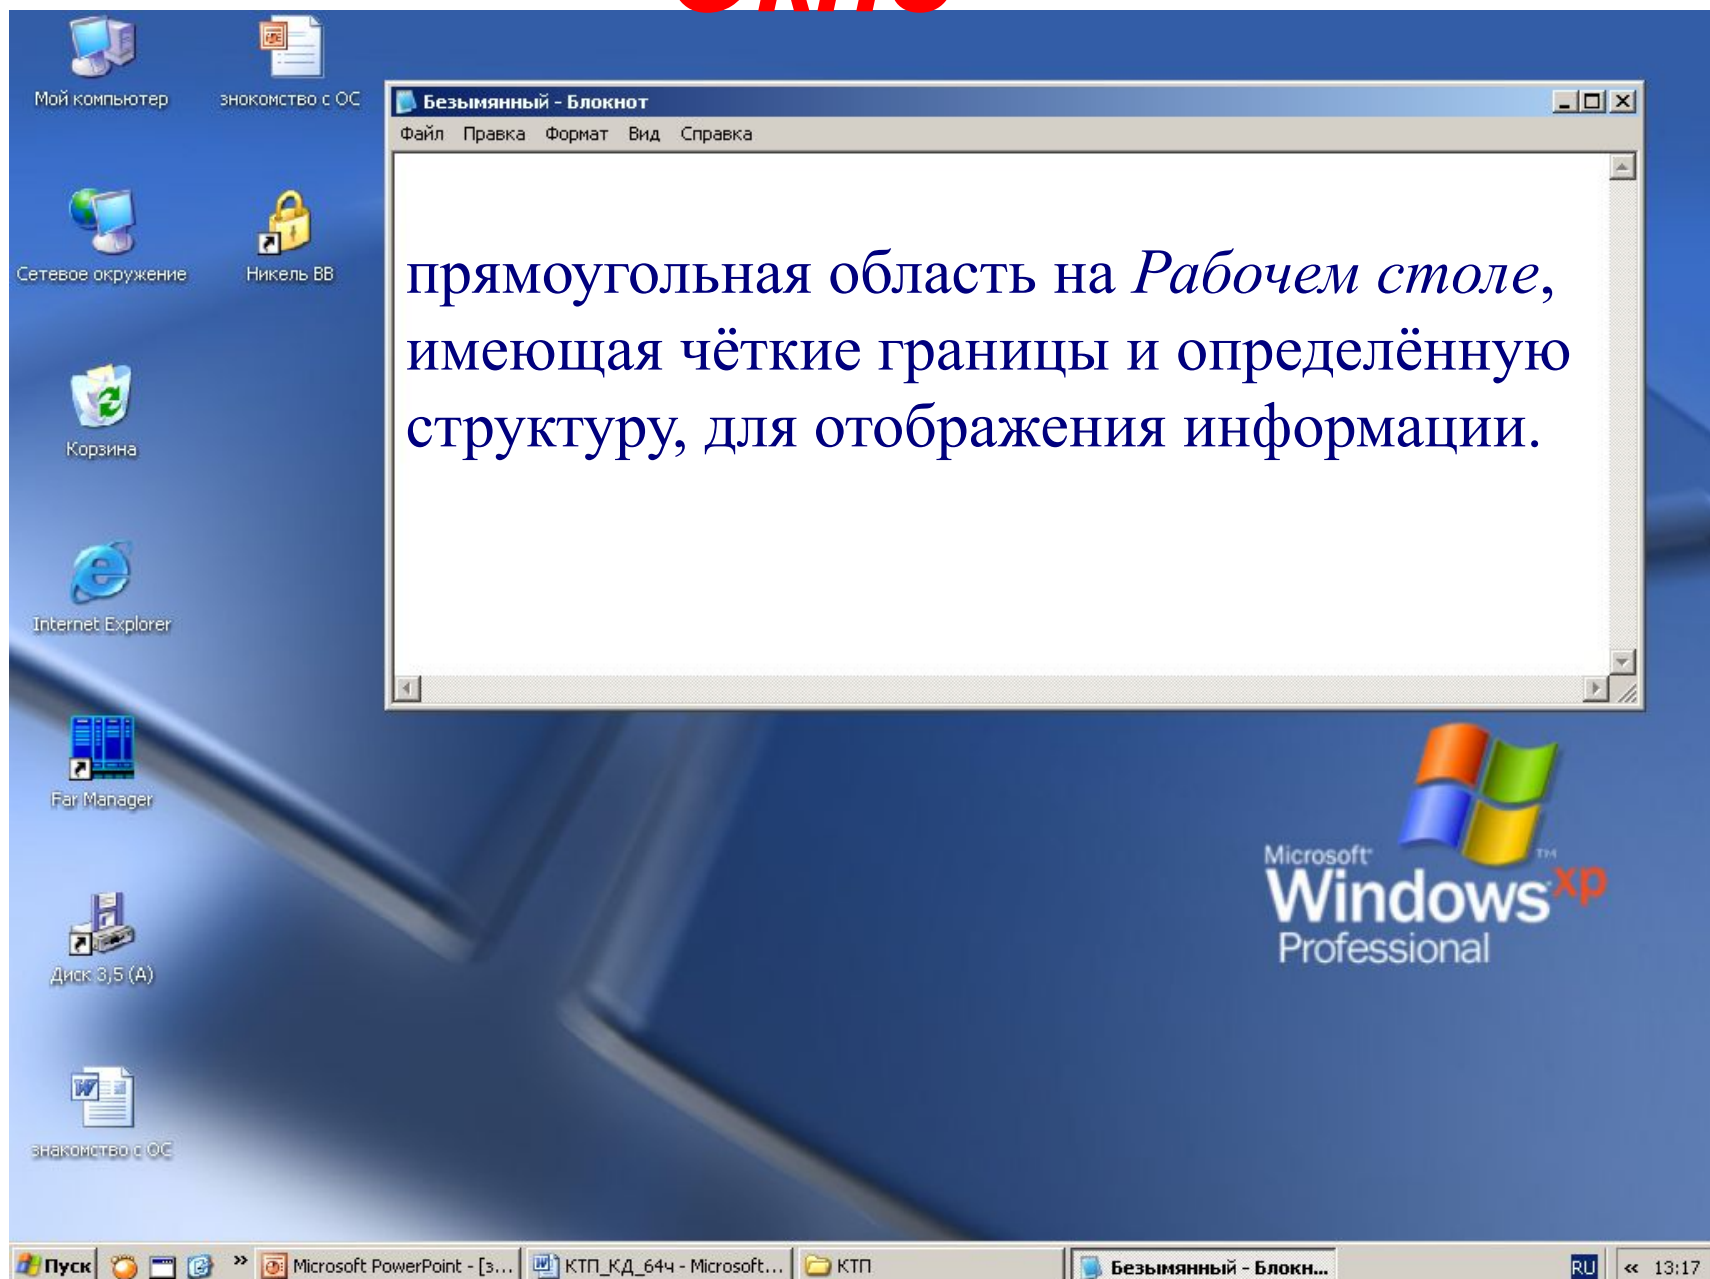 Окно
Мой компьютер
знокомство с ОС
Безымянный - Блокнот
Файл Правка Формат Вид Справка
прямоугольная область на Рабочем столе,
имеющая чёткие границы и определённую
структуру, для отображения информации.
Сетевое окружение
Никель ВВ
Корзина
Internet Explorer
Far Manager
Диск 3,5 (A)
знакомство с ОС
Microsoft
Windows xp
Professional
Пуск
Microsoft PowerPoint - [з...
КТП_КД_64ч - Microsoft...
КТП
Безымянный - Блокн...
RU
« 13:17